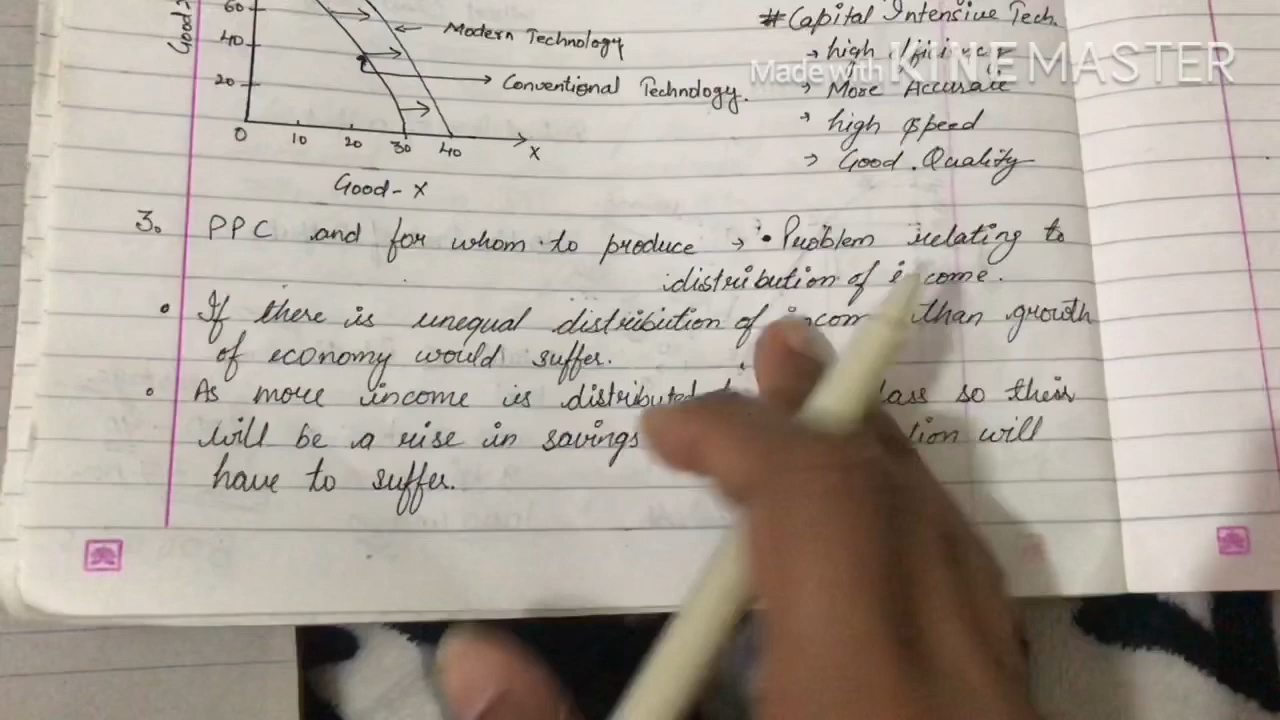 60
40
20
0 10 20 30 40 X
Good - X
Modern Technology
Conventional Technology.
# Capital Intensive Tech.
→ high
→ More Accurate
→ high speed
→ Good Quality
Made with KINEMASTER
3. PPC and for whom to produce → • Problem relating to
distribution of income.
• If there is unequal distribution of incom than growth
of economy would suffer.
• As more income is distributed so their
will be a rise in savings will
have to suffer.